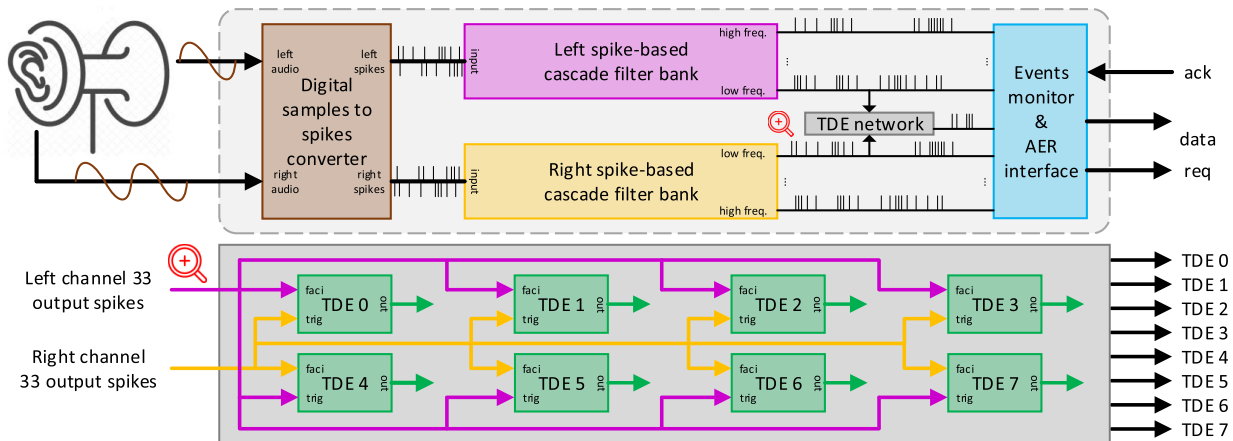 left audio
left spikes
Digital samples to spikes converter
right audio
right spikes
input
Left spike-based
cascade filter bank
high freq.
low freq.
...
...
TDE network
input
Right spike-based
cascade filter bank
low freq.
high freq.
...
...
Events
monitor
&
AER
interface
ack
data
req
Left channel 33
output spikes
Right channel
33 output spikes
faci
trig
TDE 0
out
faci
trig
TDE 1
out
faci
trig
TDE 2
out
faci
trig
TDE 3
out
faci
trig
TDE 4
out
faci
trig
TDE 5
out
faci
trig
TDE 6
out
faci
trig
TDE 7
out
TDE 0
TDE 1
TDE 2
TDE 3
TDE 4
TDE 5
TDE 6
TDE 7